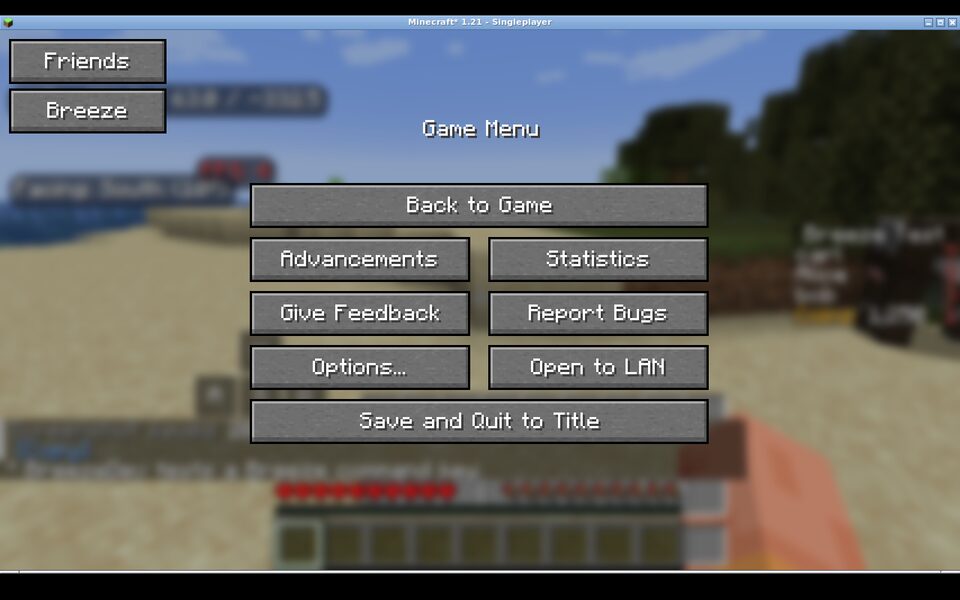 Minecraft* 1.21 - Singleplayer
Friends
Breeze
Game Menu
Back to Game
Advancements
Statistics
Give Feedback
Report Bugs
Options...
Open to LAN
Save and Quit to Title